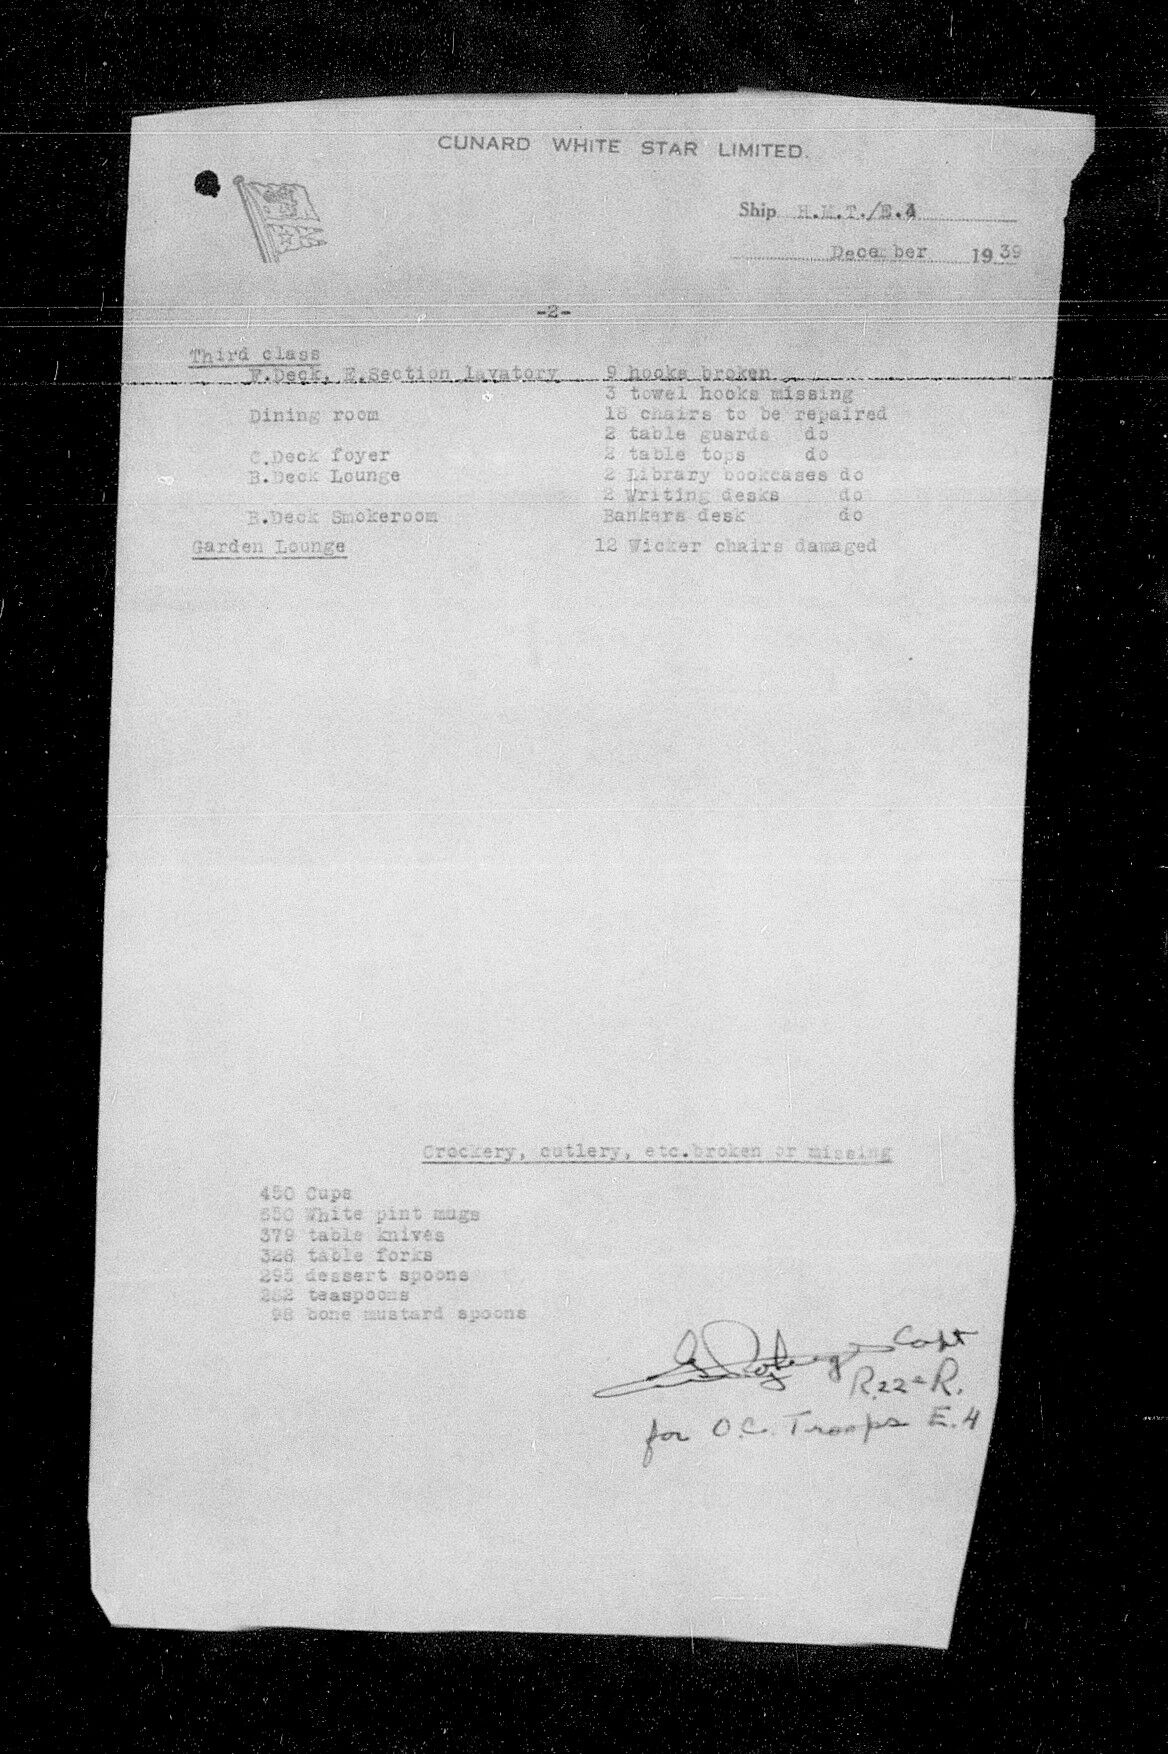 CUNARD WHITE STAR LIMITED.
Ship H.M.T./E.4
December 1939
-2-
Third class
F.Deck, E.Section lavatory 9 hooks broken
3 towel hooks missing
Dining room 18 chairs to be repaired
2 table guards do
C.Deck foyer 2 table tops do
B.Deck Lounge 2 Library bookcases do
2 Writing desks do
B.Deck Smokeroom Bankers desk do
Garden Lounge 12 Wicker chairs damaged
Crockery, cutlery, etc.broken or missing
450 Cups
650 White pint mugs
379 table knives
328 table forks
295 dessert spoons
teaspoons
98 bone mustard spoons
Capt
R.22e R.
for O.C. Troops E.4